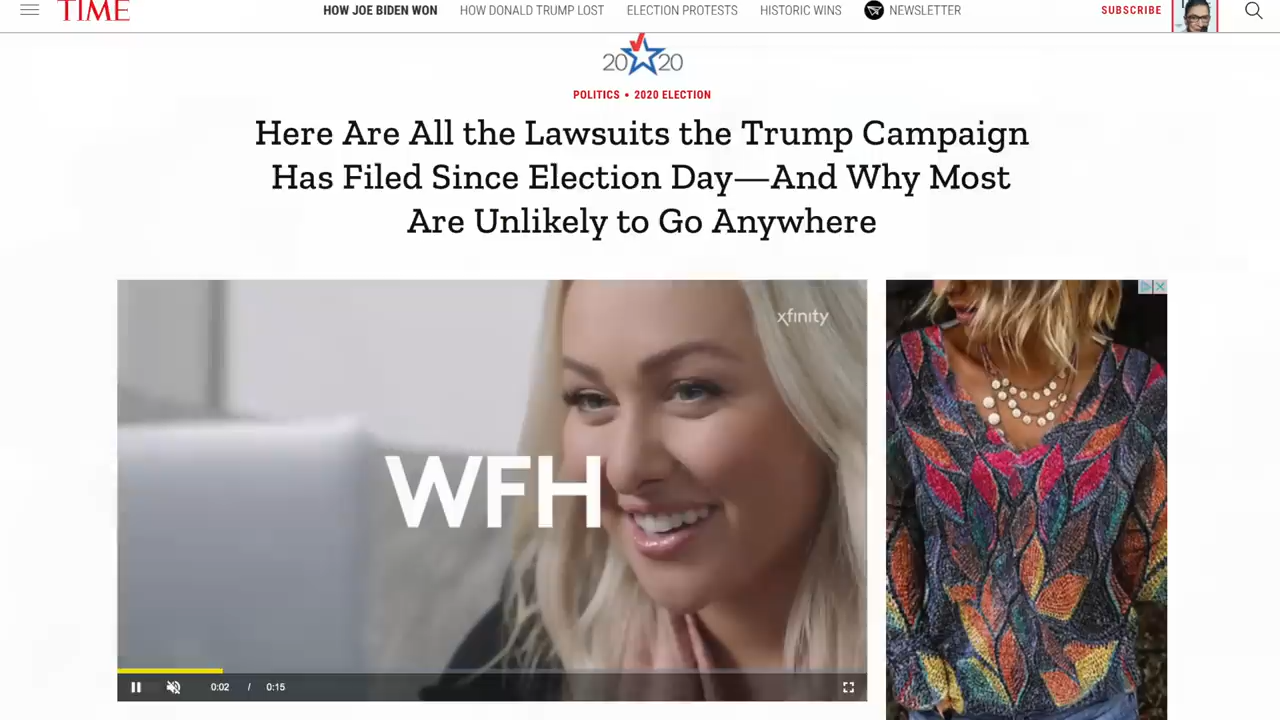 TIME
HOW JOE BIDEN WON
HOW DONALD TRUMP LOST
ELECTION PROTESTS
HISTORIC WINS
NEWSLETTER
SUBSCRIBE
2020
POLITICS • 2020 ELECTION
Here Are All the Lawsuits the Trump Campaign
Has Filed Since Election Day—And Why Most
Are Unlikely to Go Anywhere
xfinity
WFH
0:02 / 0:15